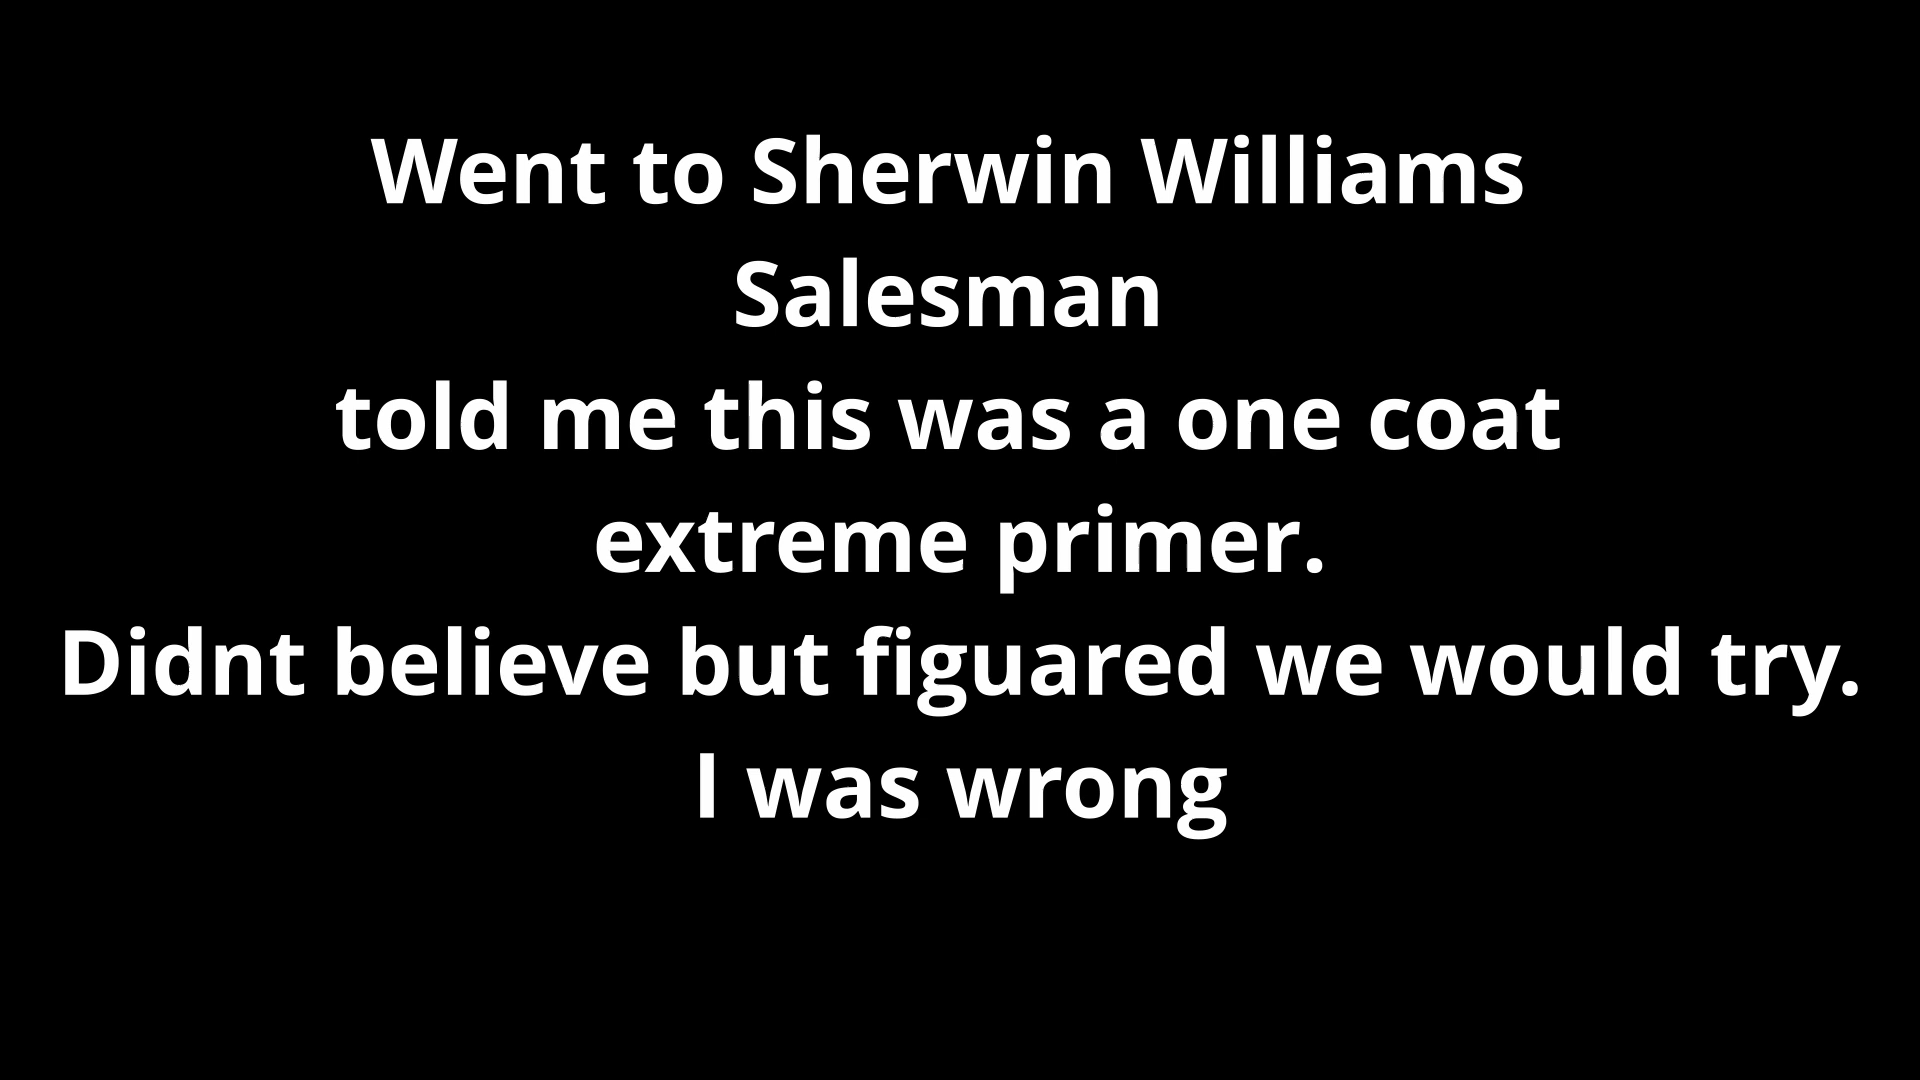 Went to Sherwin Williams
Salesman
told me this was a one coat
extreme primer.
Didnt believe but figuared we would try.
I was wrong